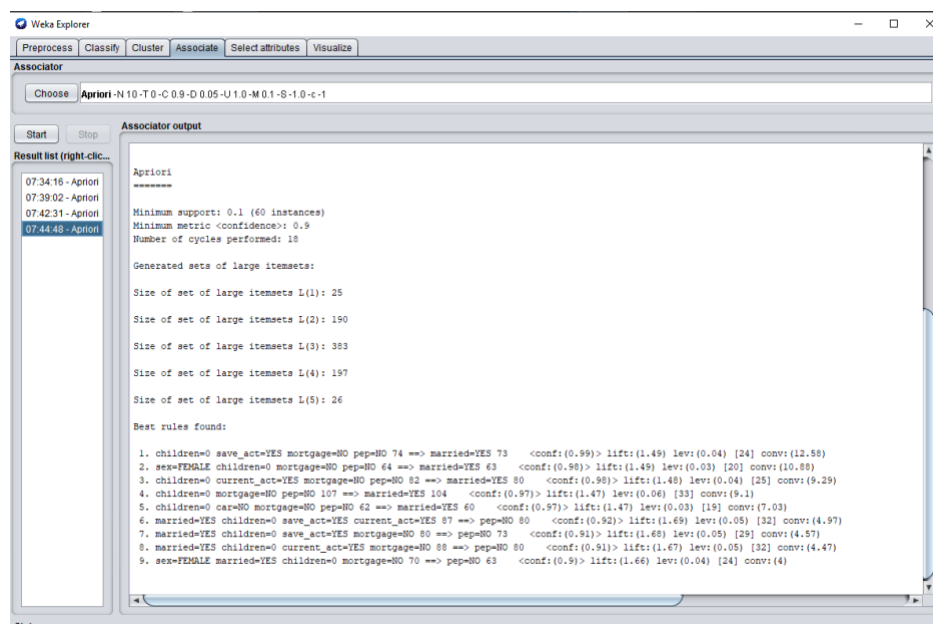 Weka Explorer
Preprocess Classify Cluster Associate Select attributes Visualize
Associator
Choose Apriori -N 10 -T 0 -C 0.9 -D 0.05 -U 1.0 -M 0.1 -S -1.0 -c -1
Start Stop
Result list (right-clic...
07:34:16 - Apriori
07:39:02 - Apriori
07:42:31 - Apriori
07:44:48 - Apriori
Associator output
Apriori
=======
Minimum support: 0.1 (60 instances)
Minimum metric <confidence>: 0.9
Number of cycles performed: 18
Generated sets of large itemsets:
Size of set of large itemsets L(1): 25
Size of set of large itemsets L(2): 190
Size of set of large itemsets L(3): 383
Size of set of large itemsets L(4): 197
Size of set of large itemsets L(5): 26
Best rules found:
1. children=0 save_act=YES mortgage=NO pep=NO 74 ==> married=YES 73 <conf:(0.99)> lift:(1.49) lev:(0.04) [24] conv:(12.58)
2. sex=FEMALE children=0 mortgage=NO pep=NO 64 ==> married=YES 63 <conf:(0.98)> lift:(1.49) lev:(0.03) [20] conv:(10.88)
3. children=0 current_act=YES mortgage=NO pep=NO 82 ==> married=YES 80 <conf:(0.98)> lift:(1.48) lev:(0.04) [25] conv:(9.29)
4. children=0 mortgage=NO pep=NO 107 ==> married=YES 104 <conf:(0.97)> lift:(1.47) lev:(0.06) [33] conv:(9.1)
5. children=0 car=NO mortgage=NO pep=NO 62 ==> married=YES 60 <conf:(0.97)> lift:(1.47) lev:(0.03) [19] conv:(7.03)
6. married=YES children=0 save_act=YES current_act=YES 87 ==> pep=NO 80 <conf:(0.92)> lift:(1.69) lev:(0.05) [32] conv:(4.97)
7. married=YES children=0 save_act=YES mortgage=NO 80 ==> pep=NO 73 <conf:(0.91)> lift:(1.68) lev:(0.05) [29] conv:(4.57)
8. married=YES children=0 current_act=YES mortgage=NO 88 ==> pep=NO 80 <conf:(0.91)> lift:(1.67) lev:(0.05) [32] conv:(4.47)
9. sex=FEMALE married=YES children=0 mortgage=NO 70 ==> pep=NO 63 <conf:(0.9)> lift:(1.66) lev:(0.04) [24] conv:(4)